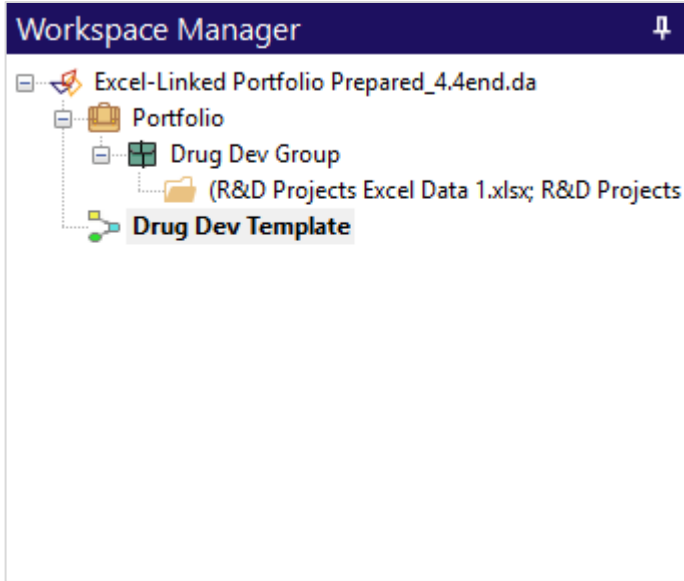 Workspace Manager
Excel-Linked Portfolio Prepared_4.4end.da
Portfolio
Drug Dev Group
(R&D Projects Excel Data 1.xlsx; R&D Projects
Drug Dev Template